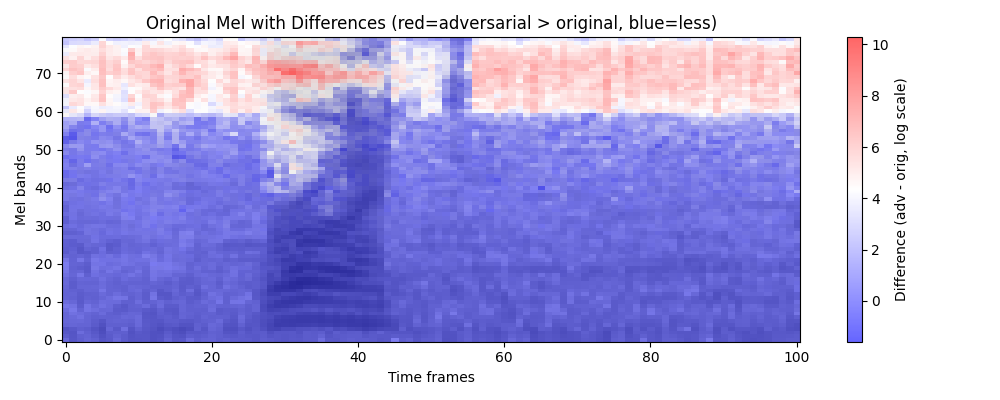 Original Mel with Differences (red=adversarial > original, blue=less)
Mel bands
70
60
50
40
30
20
10
0
0 20 40 60 80 100
Time frames
10
8
6
4
2
0
Difference (adv - orig, log scale)